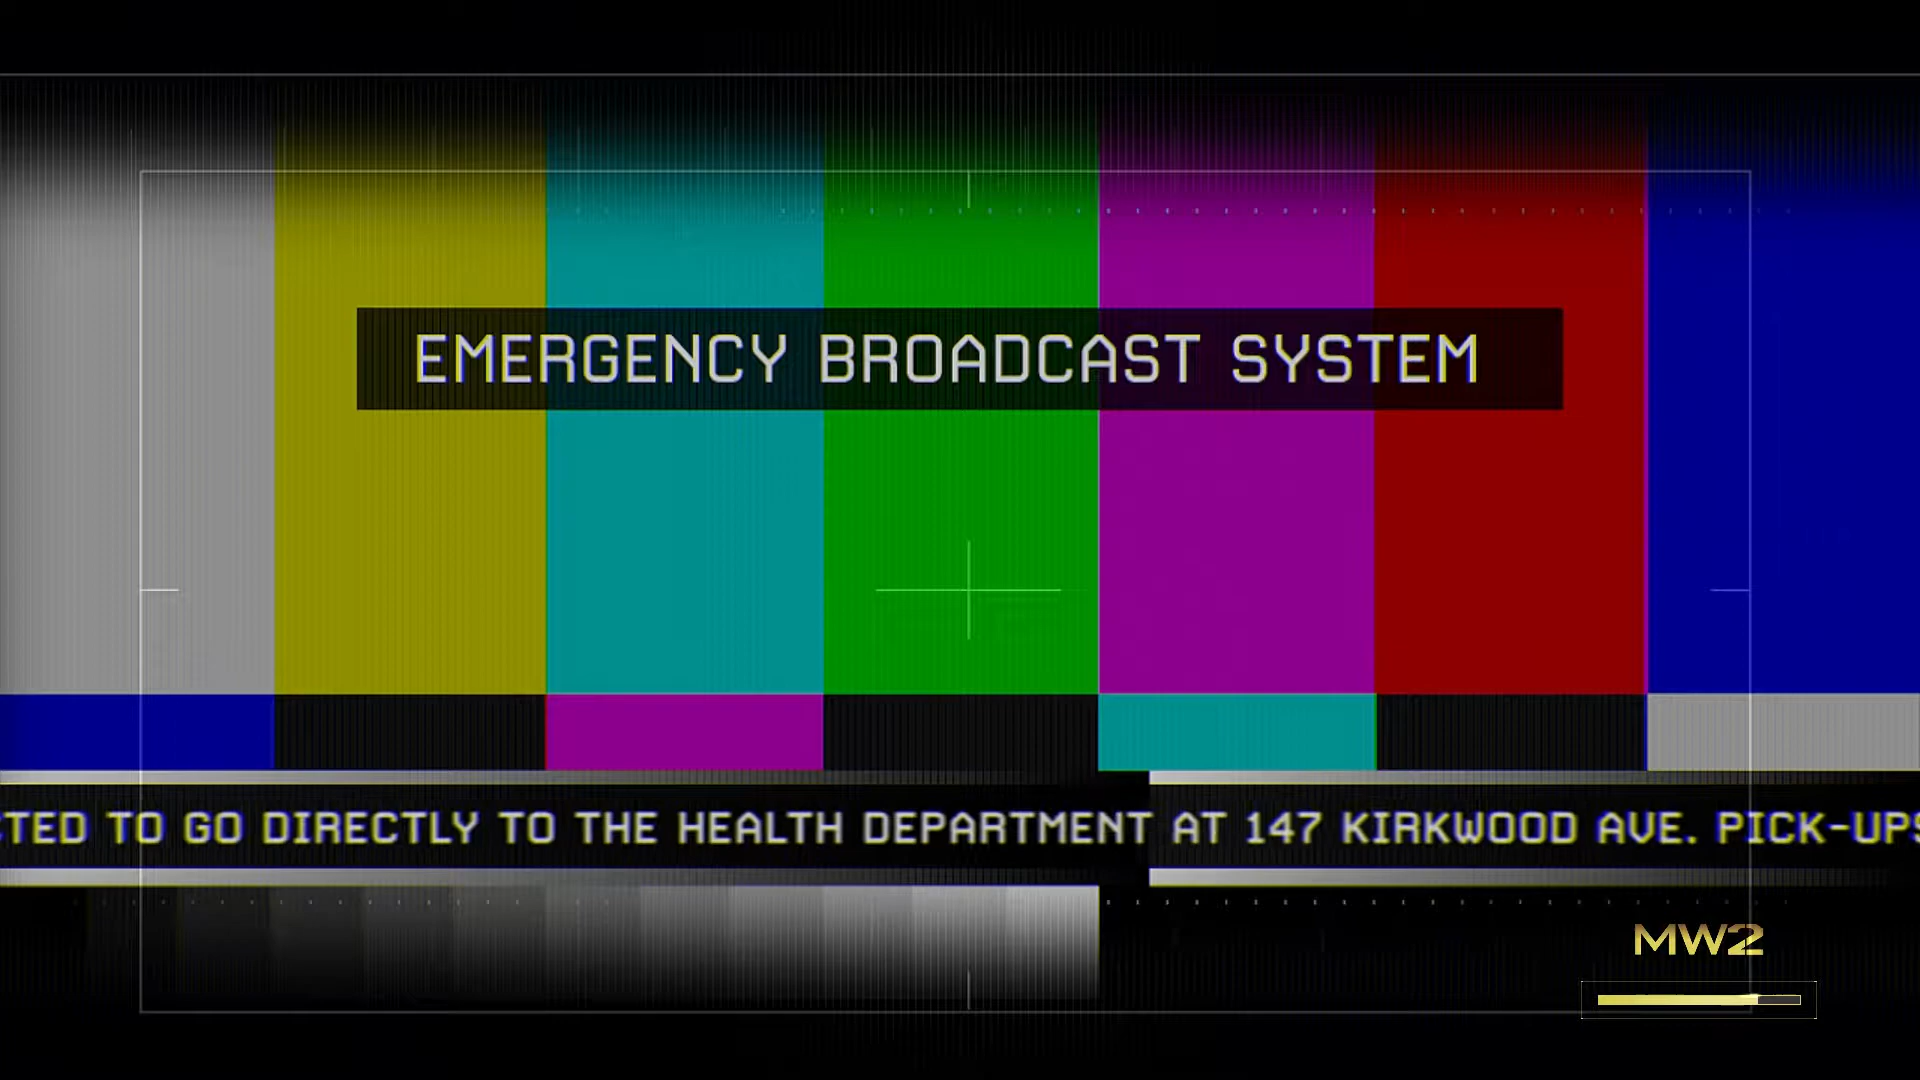 EMERGENCY BROADCAST SYSTEM
TO GO DIRECTLY TO THE HEALTH DEPARTMENT AT 147 KIRKWOOD AVE. PICK-UPS
MW2